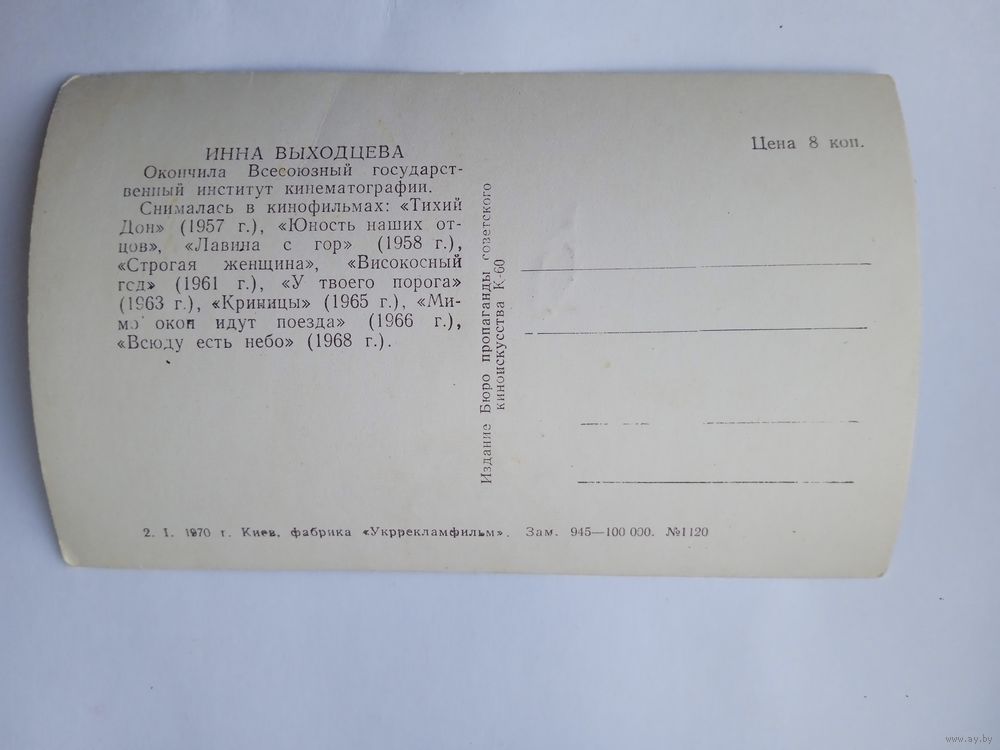 ИННА ВЫХОДЦЕВА
Окончила Всесоюзный государст-
венный институт кинематографии.
Снималась в кинофильмах: «Тихий
Дон» (1957 г.), «Юность наших от-
цов», «Лавина с гор» (1958 г.),
«Строгая женщина», «Високосный
год» (1961 г.), «У твоего порога»
(1963 г.), «Криницы» (1965 г.), «Ми-
мо окон идут поезда» (1966 г.),
«Всюду есть небо» (1968 г.).
Издание Бюро пропаганды советского
киноискусства К-60
Цена 8 коп.
2. I. 1970 г. Киев, фабрика «Укррекламфильм». Зам. 945—100 000. №1120
www.ay.by